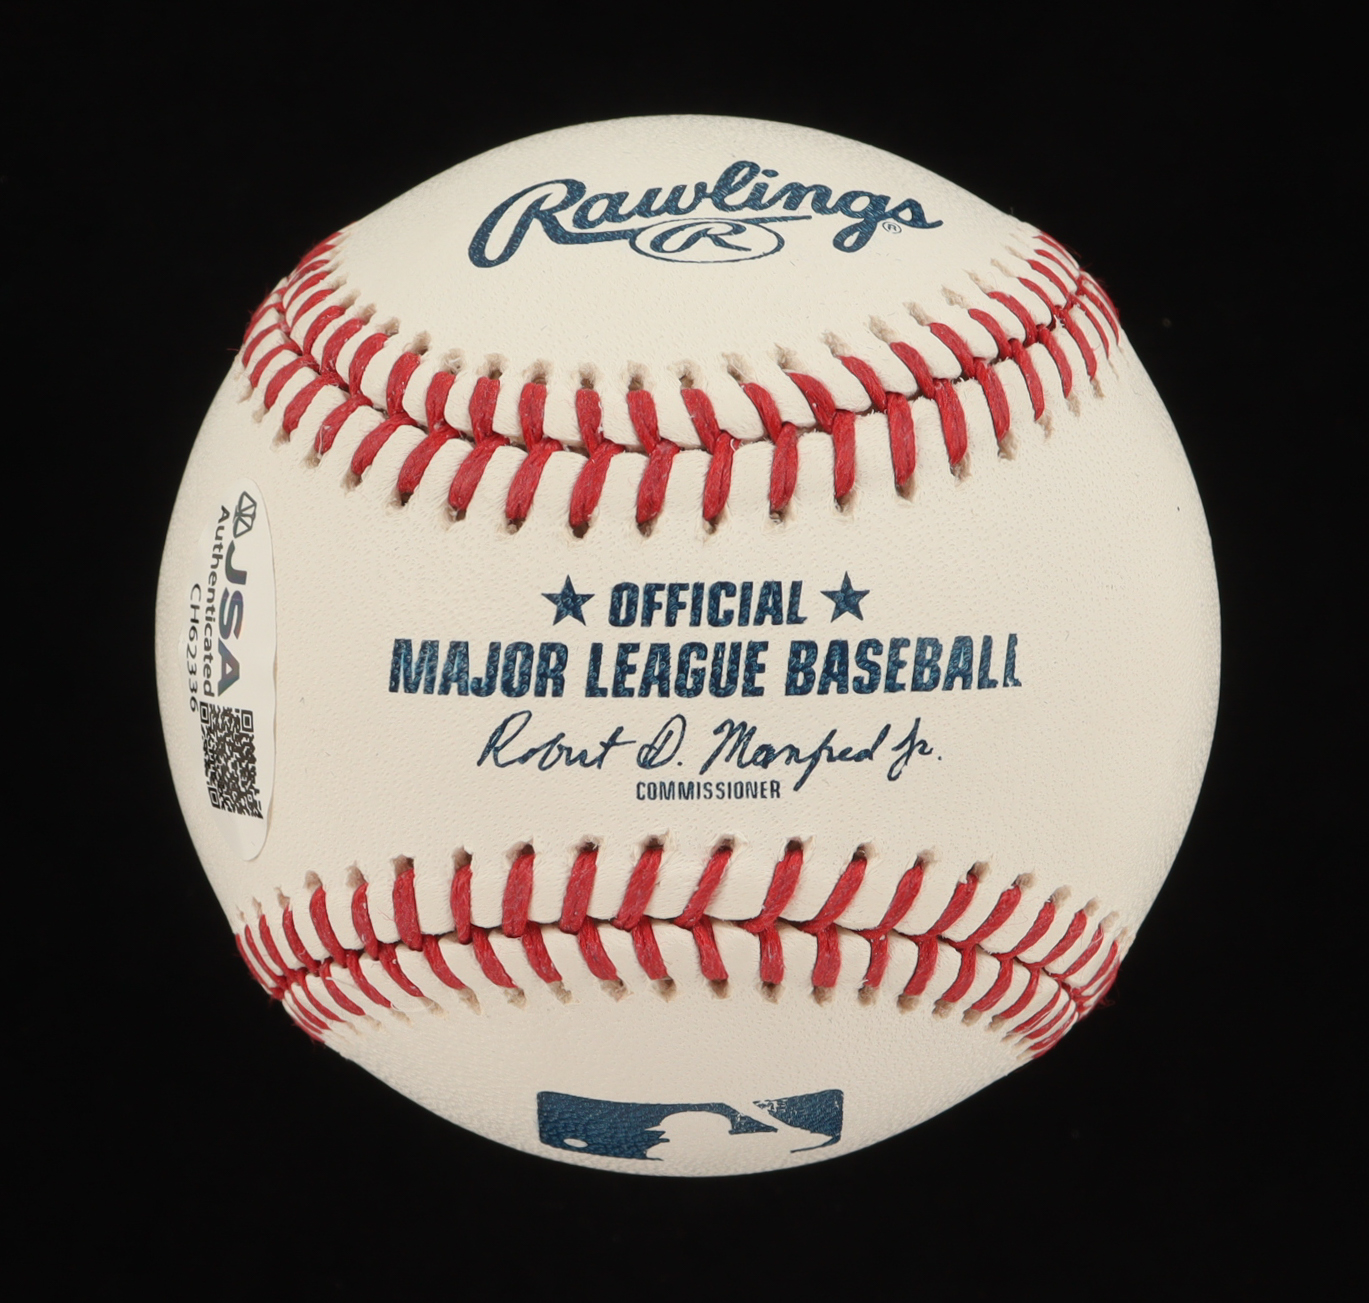 Rawlings
R
®
★ OFFICIAL ★
MAJOR LEAGUE BASEBALL
Robert D. Manfred Jr.
COMMISSIONER
JSA
Authenticated
CH62336